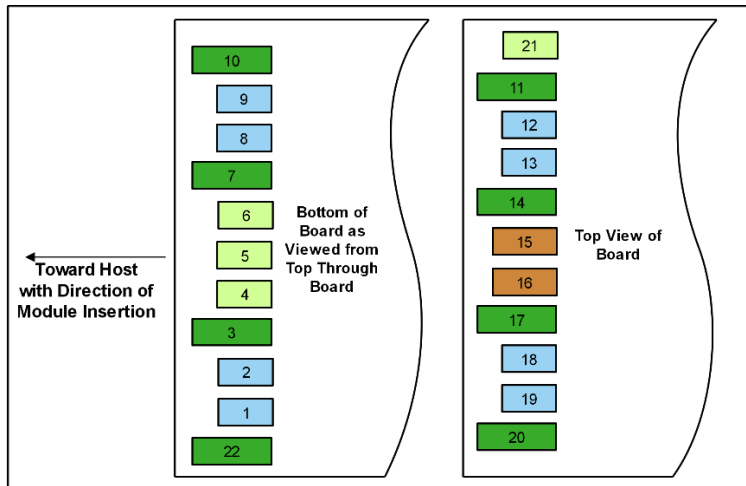 10
9
8
7
6
5
4
3
2
1
22
Bottom of
Board as
Viewed from
Top Through
Board
Toward Host
with Direction of
Module Insertion
21
11
12
13
14
15
16
17
18
19
20
Top View of
Board